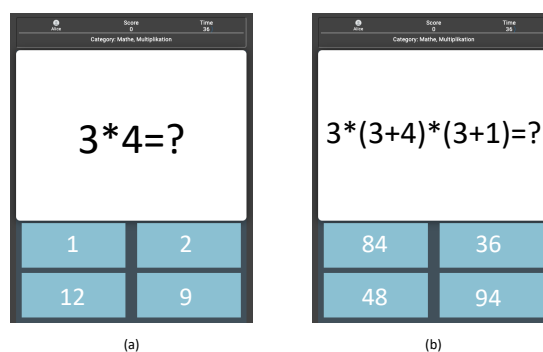 Alice Score 0 Time 36
Category: Mathe, Multiplikation
3*4=?
1 2
12 9
(a)
Alice Score 0 Time 36
Category: Mathe, Multiplikation
3*(3+4)*(3+1)=?
84 36
48 94
(b)